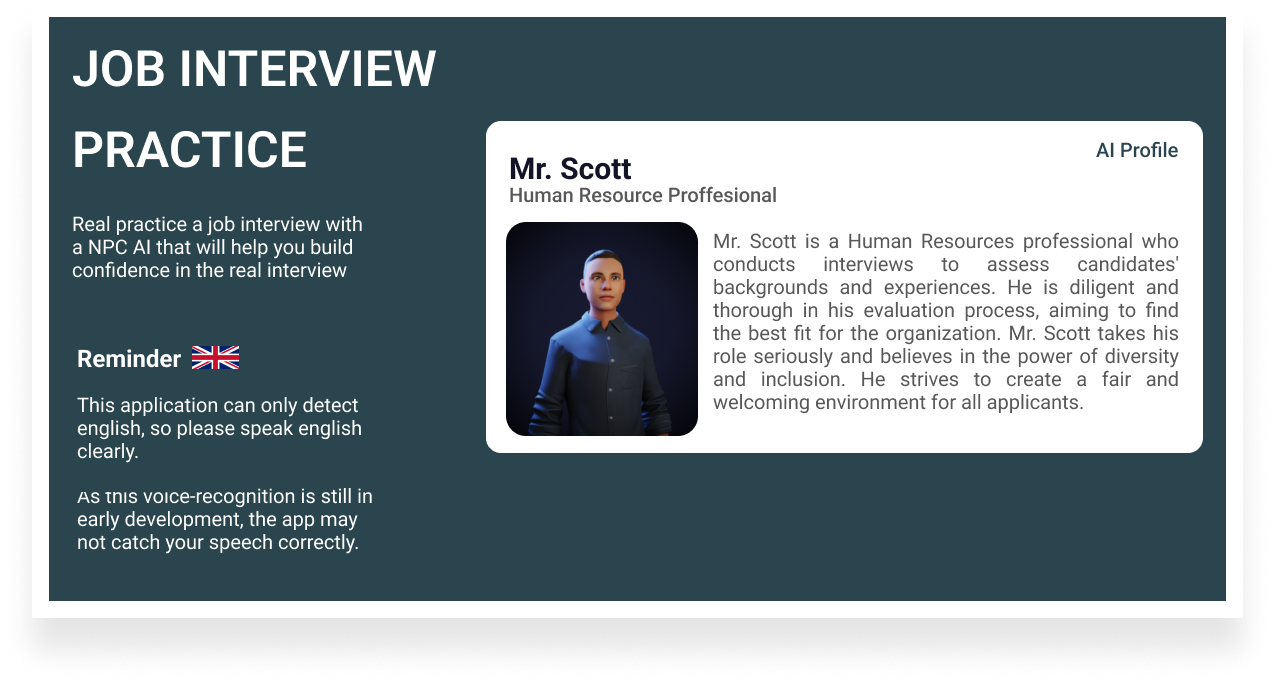 JOB INTERVIEW
PRACTICE
Real practice a job interview with
a NPC AI that will help you build
confidence in the real interview
Reminder
This application can only detect
english, so please speak english
clearly.
As this voice-recognition is still in
early development, the app may
not catch your speech correctly.
AI Profile
Mr. Scott
Human Resource Proffesional
Mr. Scott is a Human Resources professional who
conducts interviews to assess candidates'
backgrounds and experiences. He is diligent and
thorough in his evaluation process, aiming to find
the best fit for the organization. Mr. Scott takes his
role seriously and believes in the power of diversity
and inclusion. He strives to create a fair and
welcoming environment for all applicants.